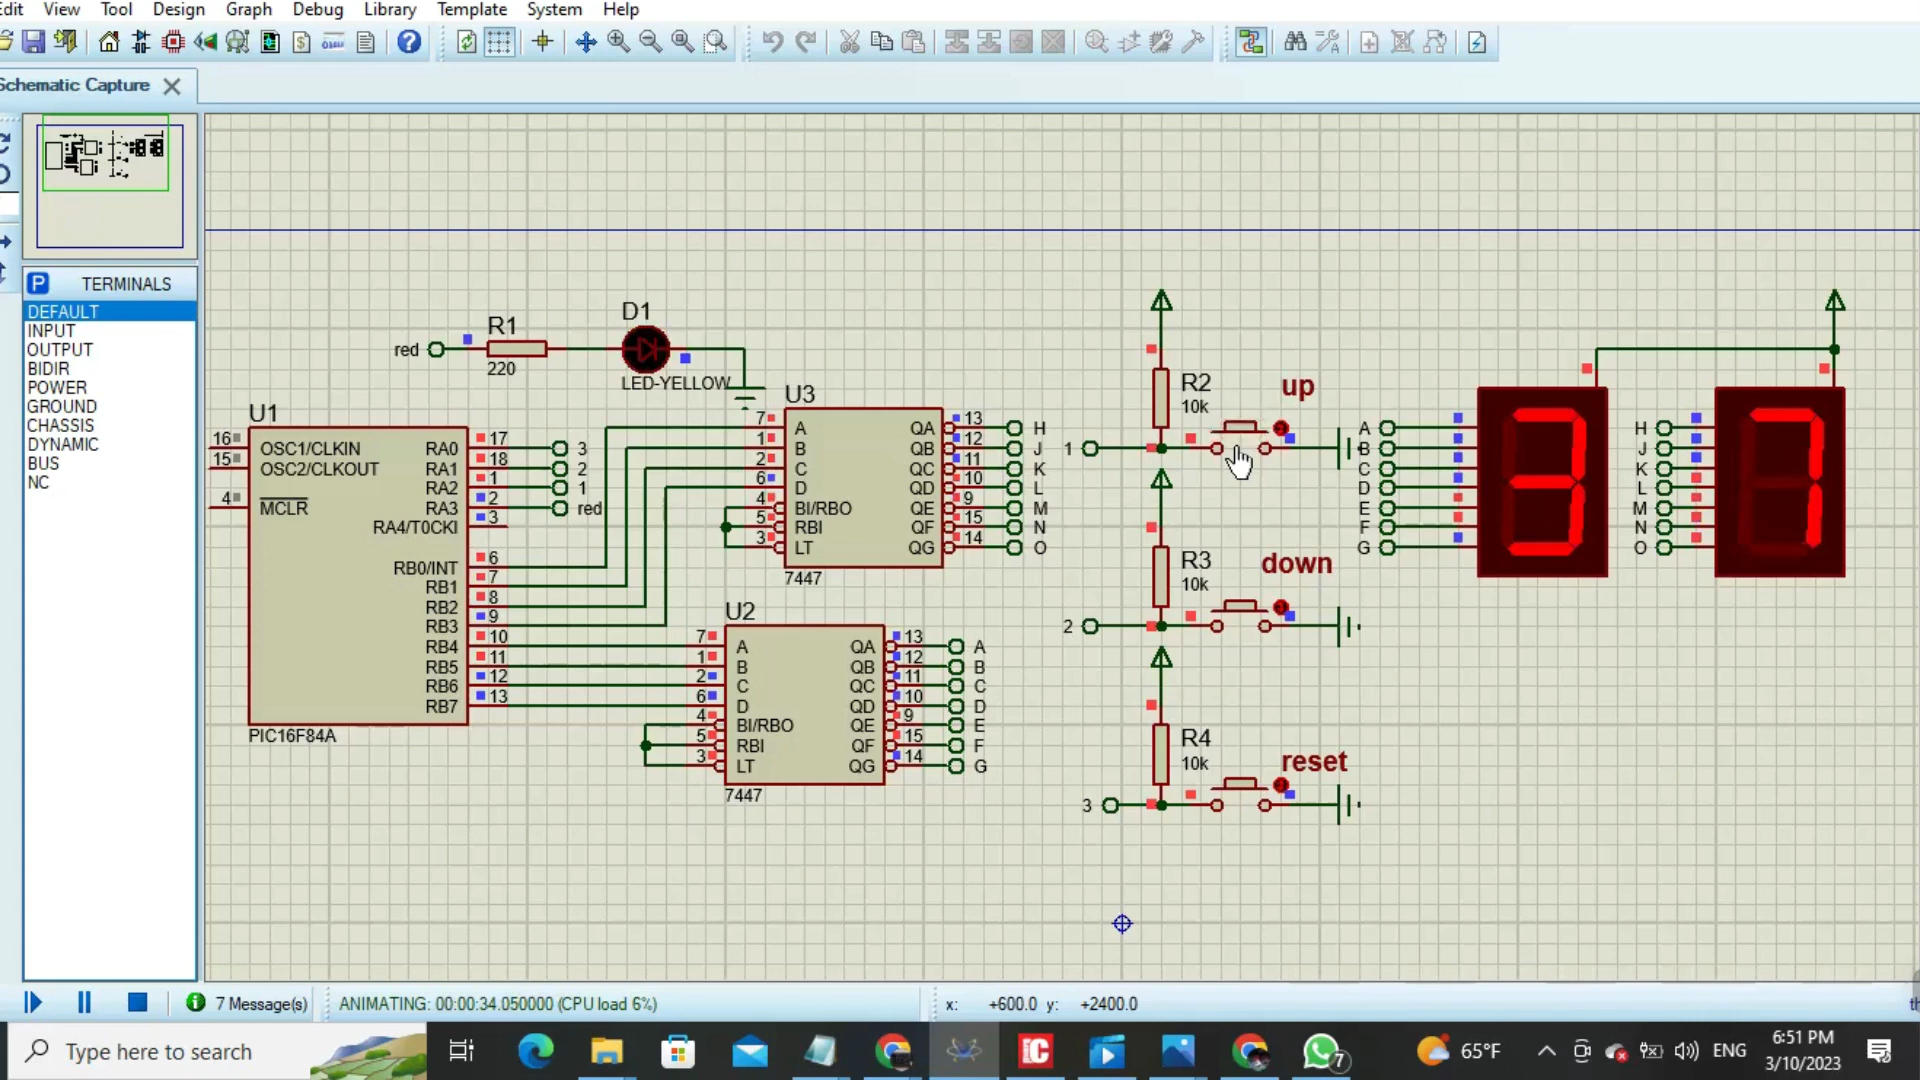 Edit View Tool Design Graph Debug Library Template System Help
Schematic Capture
P TERMINALS
DEFAULT
INPUT
OUTPUT
BIDIR
POWER
GROUND
CHASSIS
DYNAMIC
BUS
NC
red
R1
220
D1
LED-YELLOW
U1
16 OSC1/CLKIN
15 OSC2/CLKOUT
4 MCLR
RA0 17 3
RA1 18 2
RA2 1 1
RA3 2 red
RA4/T0CKI 3
RB0/INT 6
RB1 7
RB2 8
RB3 9
RB4 10
RB5 11
RB6 12
RB7 13
PIC16F84A
U3
7 A QA 13 H
1 B QB 12 J
2 C QC 11 K
6 D QD 10 L
4 BI/RBO QE 9 M
5 RBI QF 15 N
3 LT QG 14 O
7447
U2
7 A QA 13 A
1 B QB 12 B
2 C QC 11 C
6 D QD 10 D
4 BI/RBO QE 9 E
5 RBI QF 15 F
3 LT QG 14 G
7447
R2
10k
up
1
R3
10k
down
2
R4
10k
reset
3
A
B
C
D
E
F
G
3
H
J
K
L
M
N
O
7
7 Message(s) ANIMATING: 00:00:34.050000 (CPU load 6%) x: +600.0 y: +2400.0 th
Type here to search
7
65°F
ENG
6:51 PM
3/10/2023